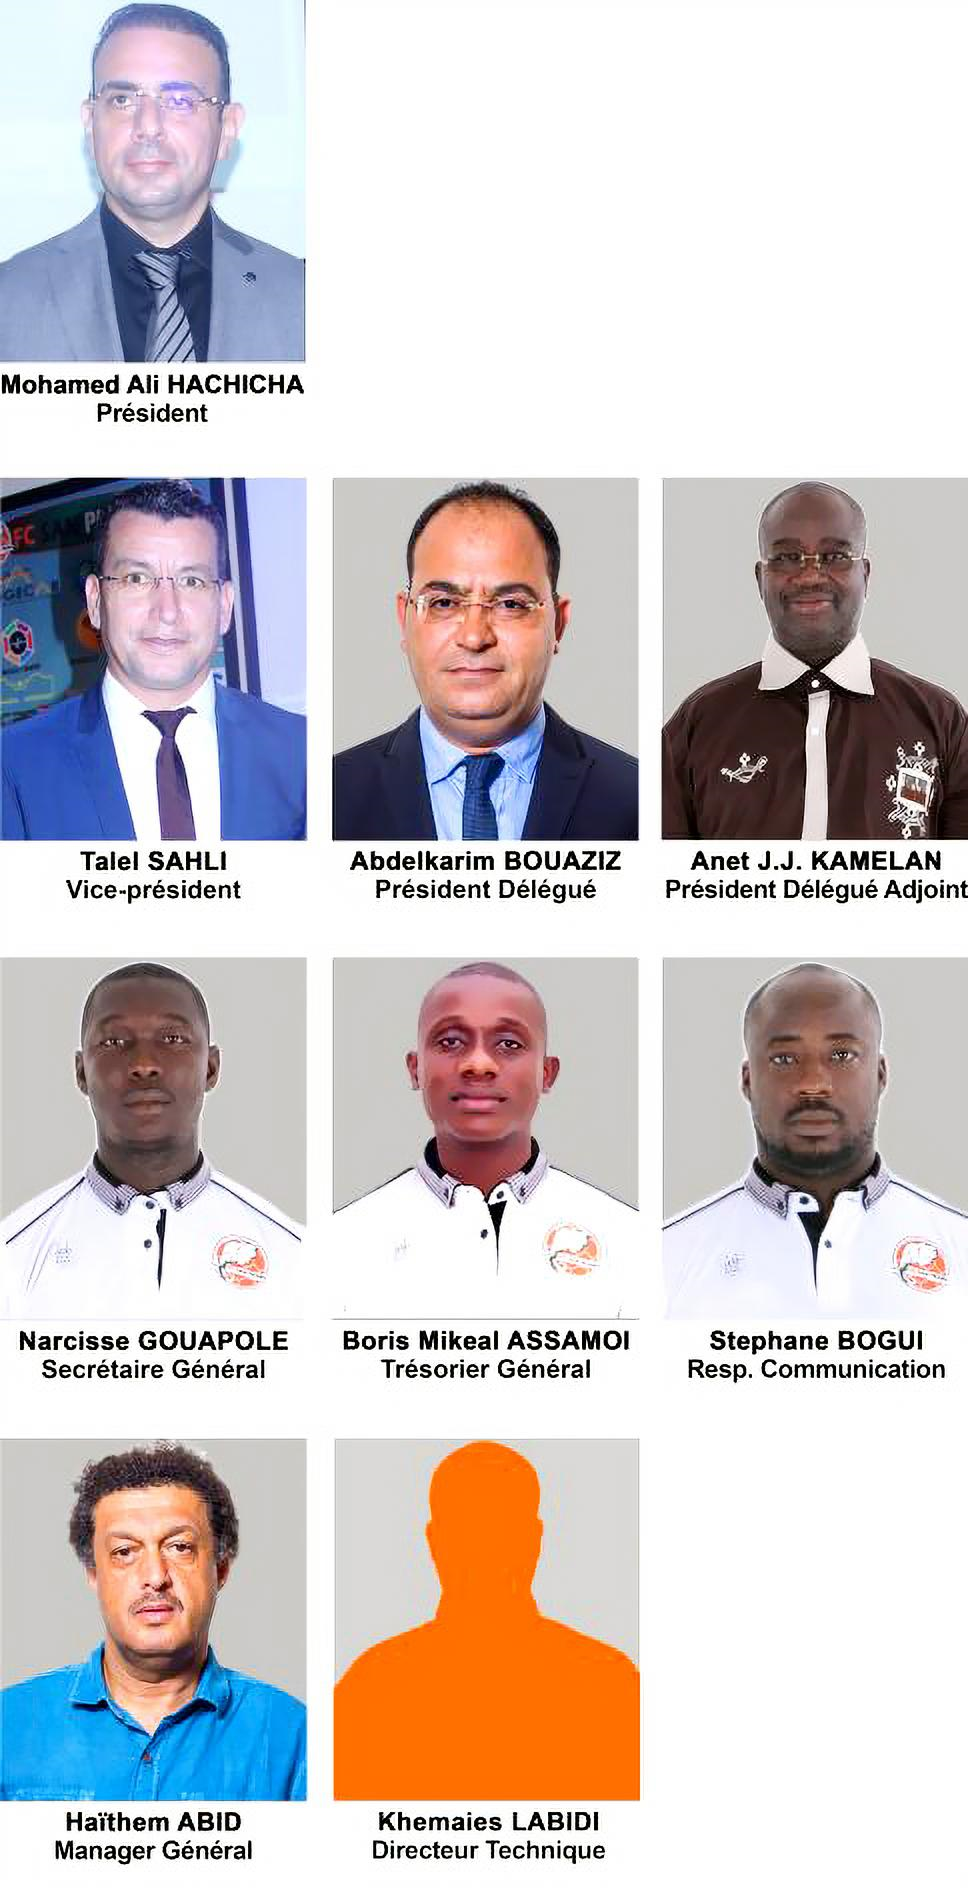 Mohamed Ali HACHICHA
Président
FC SAN P
Talel SAHLI
Vice-président
Abdelkarim BOUAZIZ
Président Délégué
Anet J.J. KAMELAN
Président Délégué Adjoint
Narcisse GOUAPOLE
Secrétaire Général
Boris Mikeal ASSAMOI
Trésorier Général
Stephane BOGUI
Resp. Communication
Haïthem ABID
Manager Général
Khemaies LABIDI
Directeur Technique